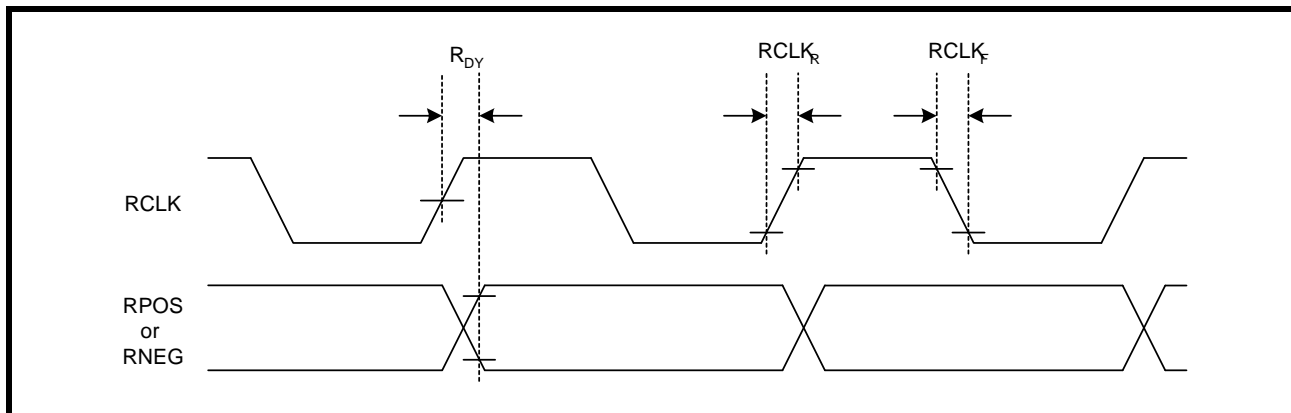 R_DY
RCLK_R
RCLK_F
RCLK
RPOS
or
RNEG